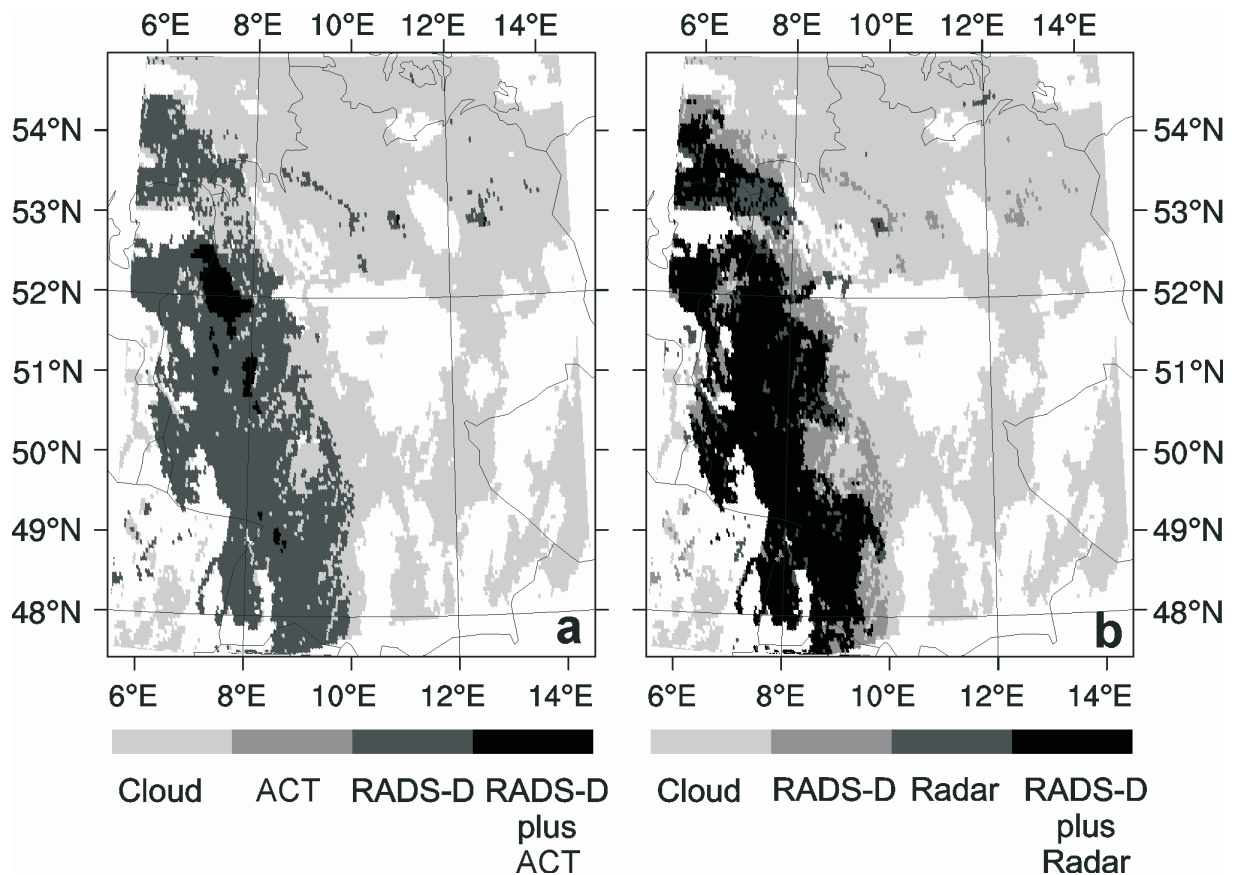 6°E 8°E 10°E 12°E 14°E 6°E 8°E 10°E 12°E 14°E
54°N 54°N
53°N 53°N
52°N 52°N
51°N 51°N
50°N 50°N
49°N 49°N
48°N 48°N
a b
6°E 8°E 10°E 12°E 14°E 6°E 8°E 10°E 12°E 14°E
Cloud ACT RADS-D RADS-D Cloud RADS-D Radar RADS-D
plus plus
ACT Radar